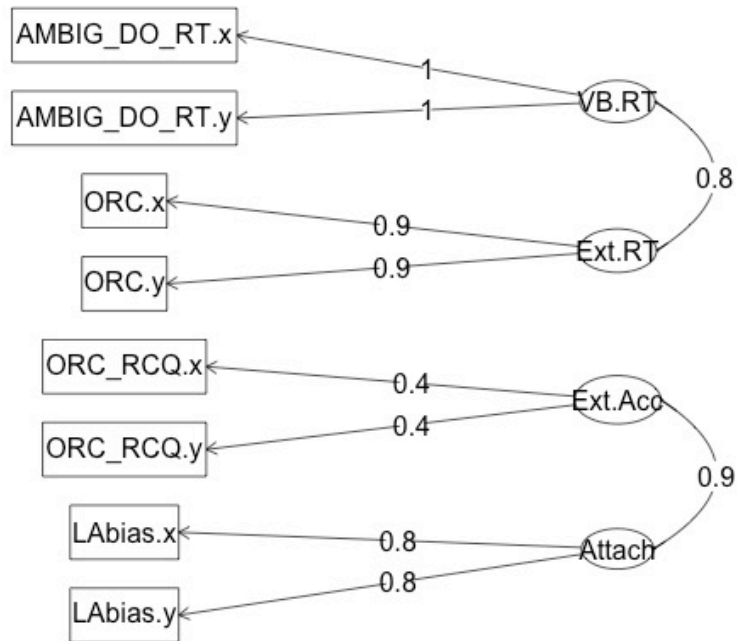 AMBIG_DO_RT.x
1
VB.RT
AMBIG_DO_RT.y
1
0.8
ORC.x
0.9
Ext.RT
ORC.y
0.9
ORC_RCQ.x
0.4
Ext.Acc
ORC_RCQ.y
0.4
0.9
LAbias.x
0.8
Attach
LAbias.y
0.8